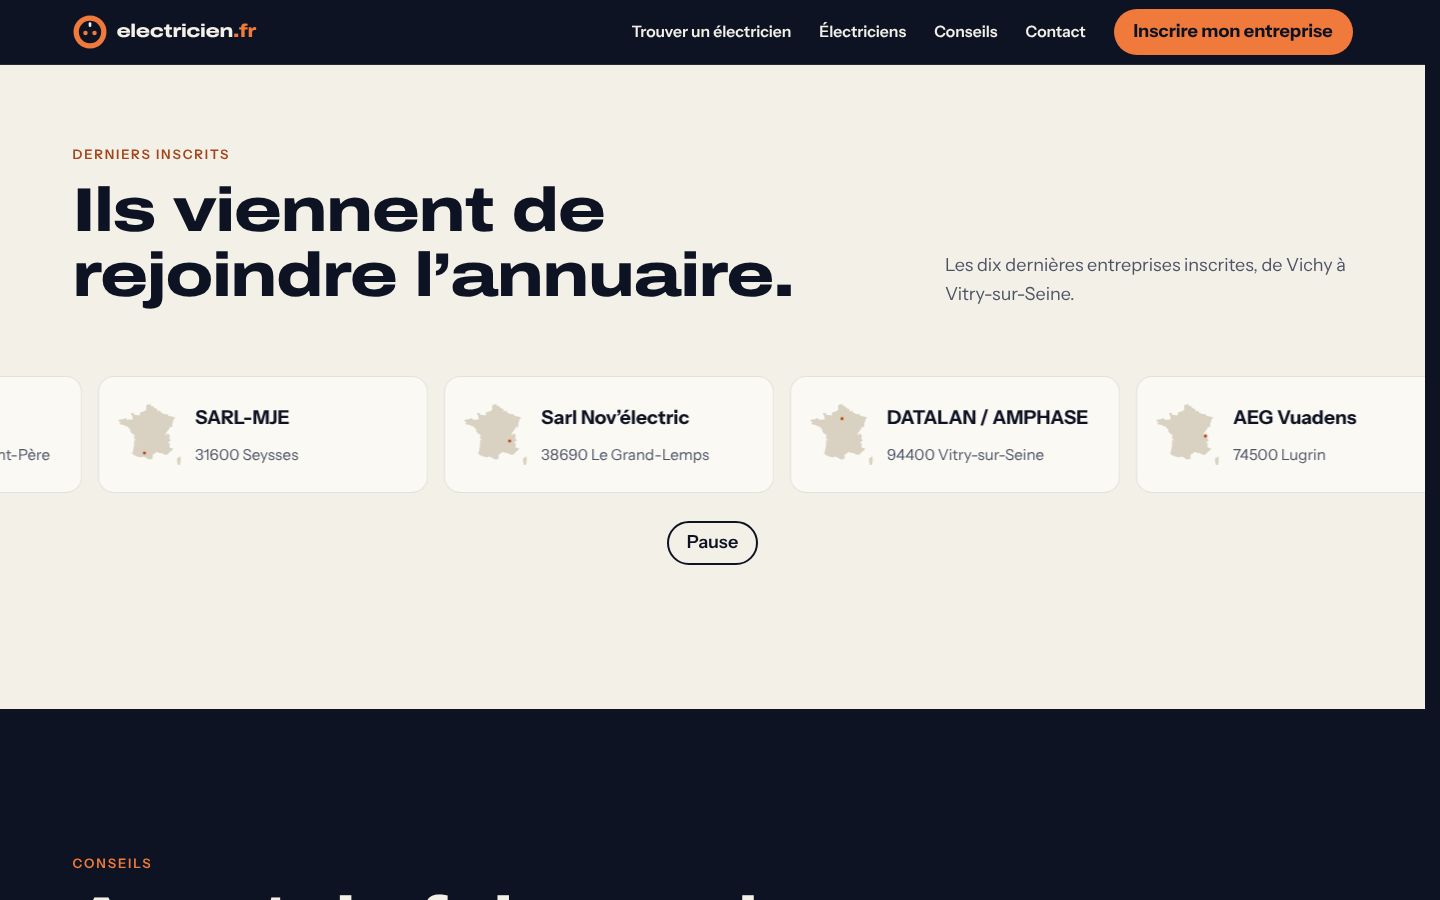 electricien.fr
Trouver un électricien
Électriciens
Conseils
Contact
Inscrire mon entreprise
DERNIERS INSCRITS
Ils viennent de
rejoindre l’annuaire.
Les dix dernières entreprises inscrites, de Vichy à
Vitry-sur-Seine.
nt-Père
SARL-MJE
31600 Seysses
Sarl Nov’électric
38690 Le Grand-Lemps
DATALAN / AMPHASE
94400 Vitry-sur-Seine
AEG Vuadens
74500 Lugrin
Pause
CONSEILS